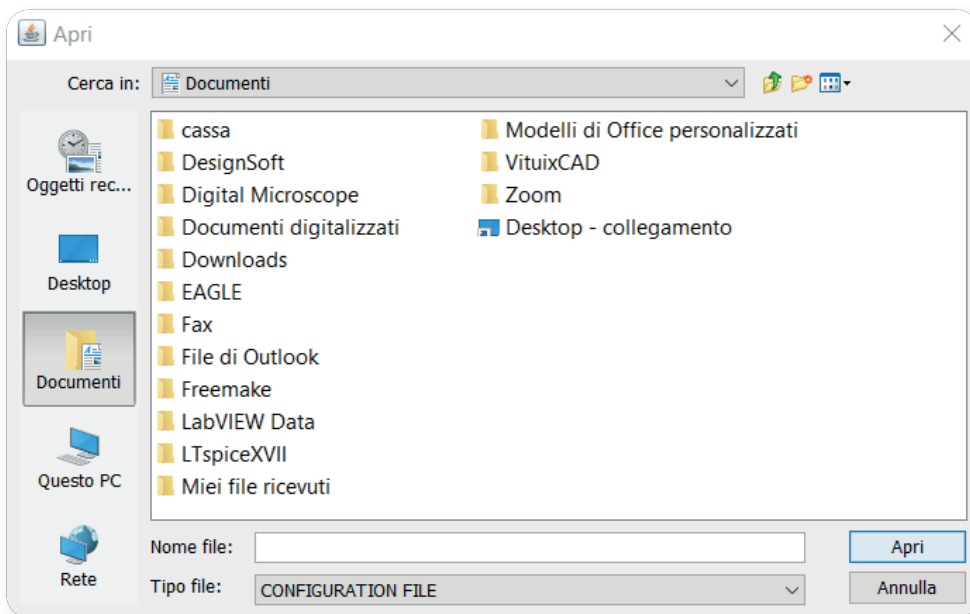 Apri
Cerca in: Documenti
Oggetti rec...
Desktop
Documenti
Questo PC
Rete
cassa
DesignSoft
Digital Microscope
Documenti digitalizzati
Downloads
EAGLE
Fax
File di Outlook
Freemake
LabVIEW Data
LTspiceXVII
Miei file ricevuti
Modelli di Office personalizzati
VituixCAD
Zoom
Desktop - collegamento
Nome file:
Apri
Tipo file: CONFIGURATION FILE
Annulla